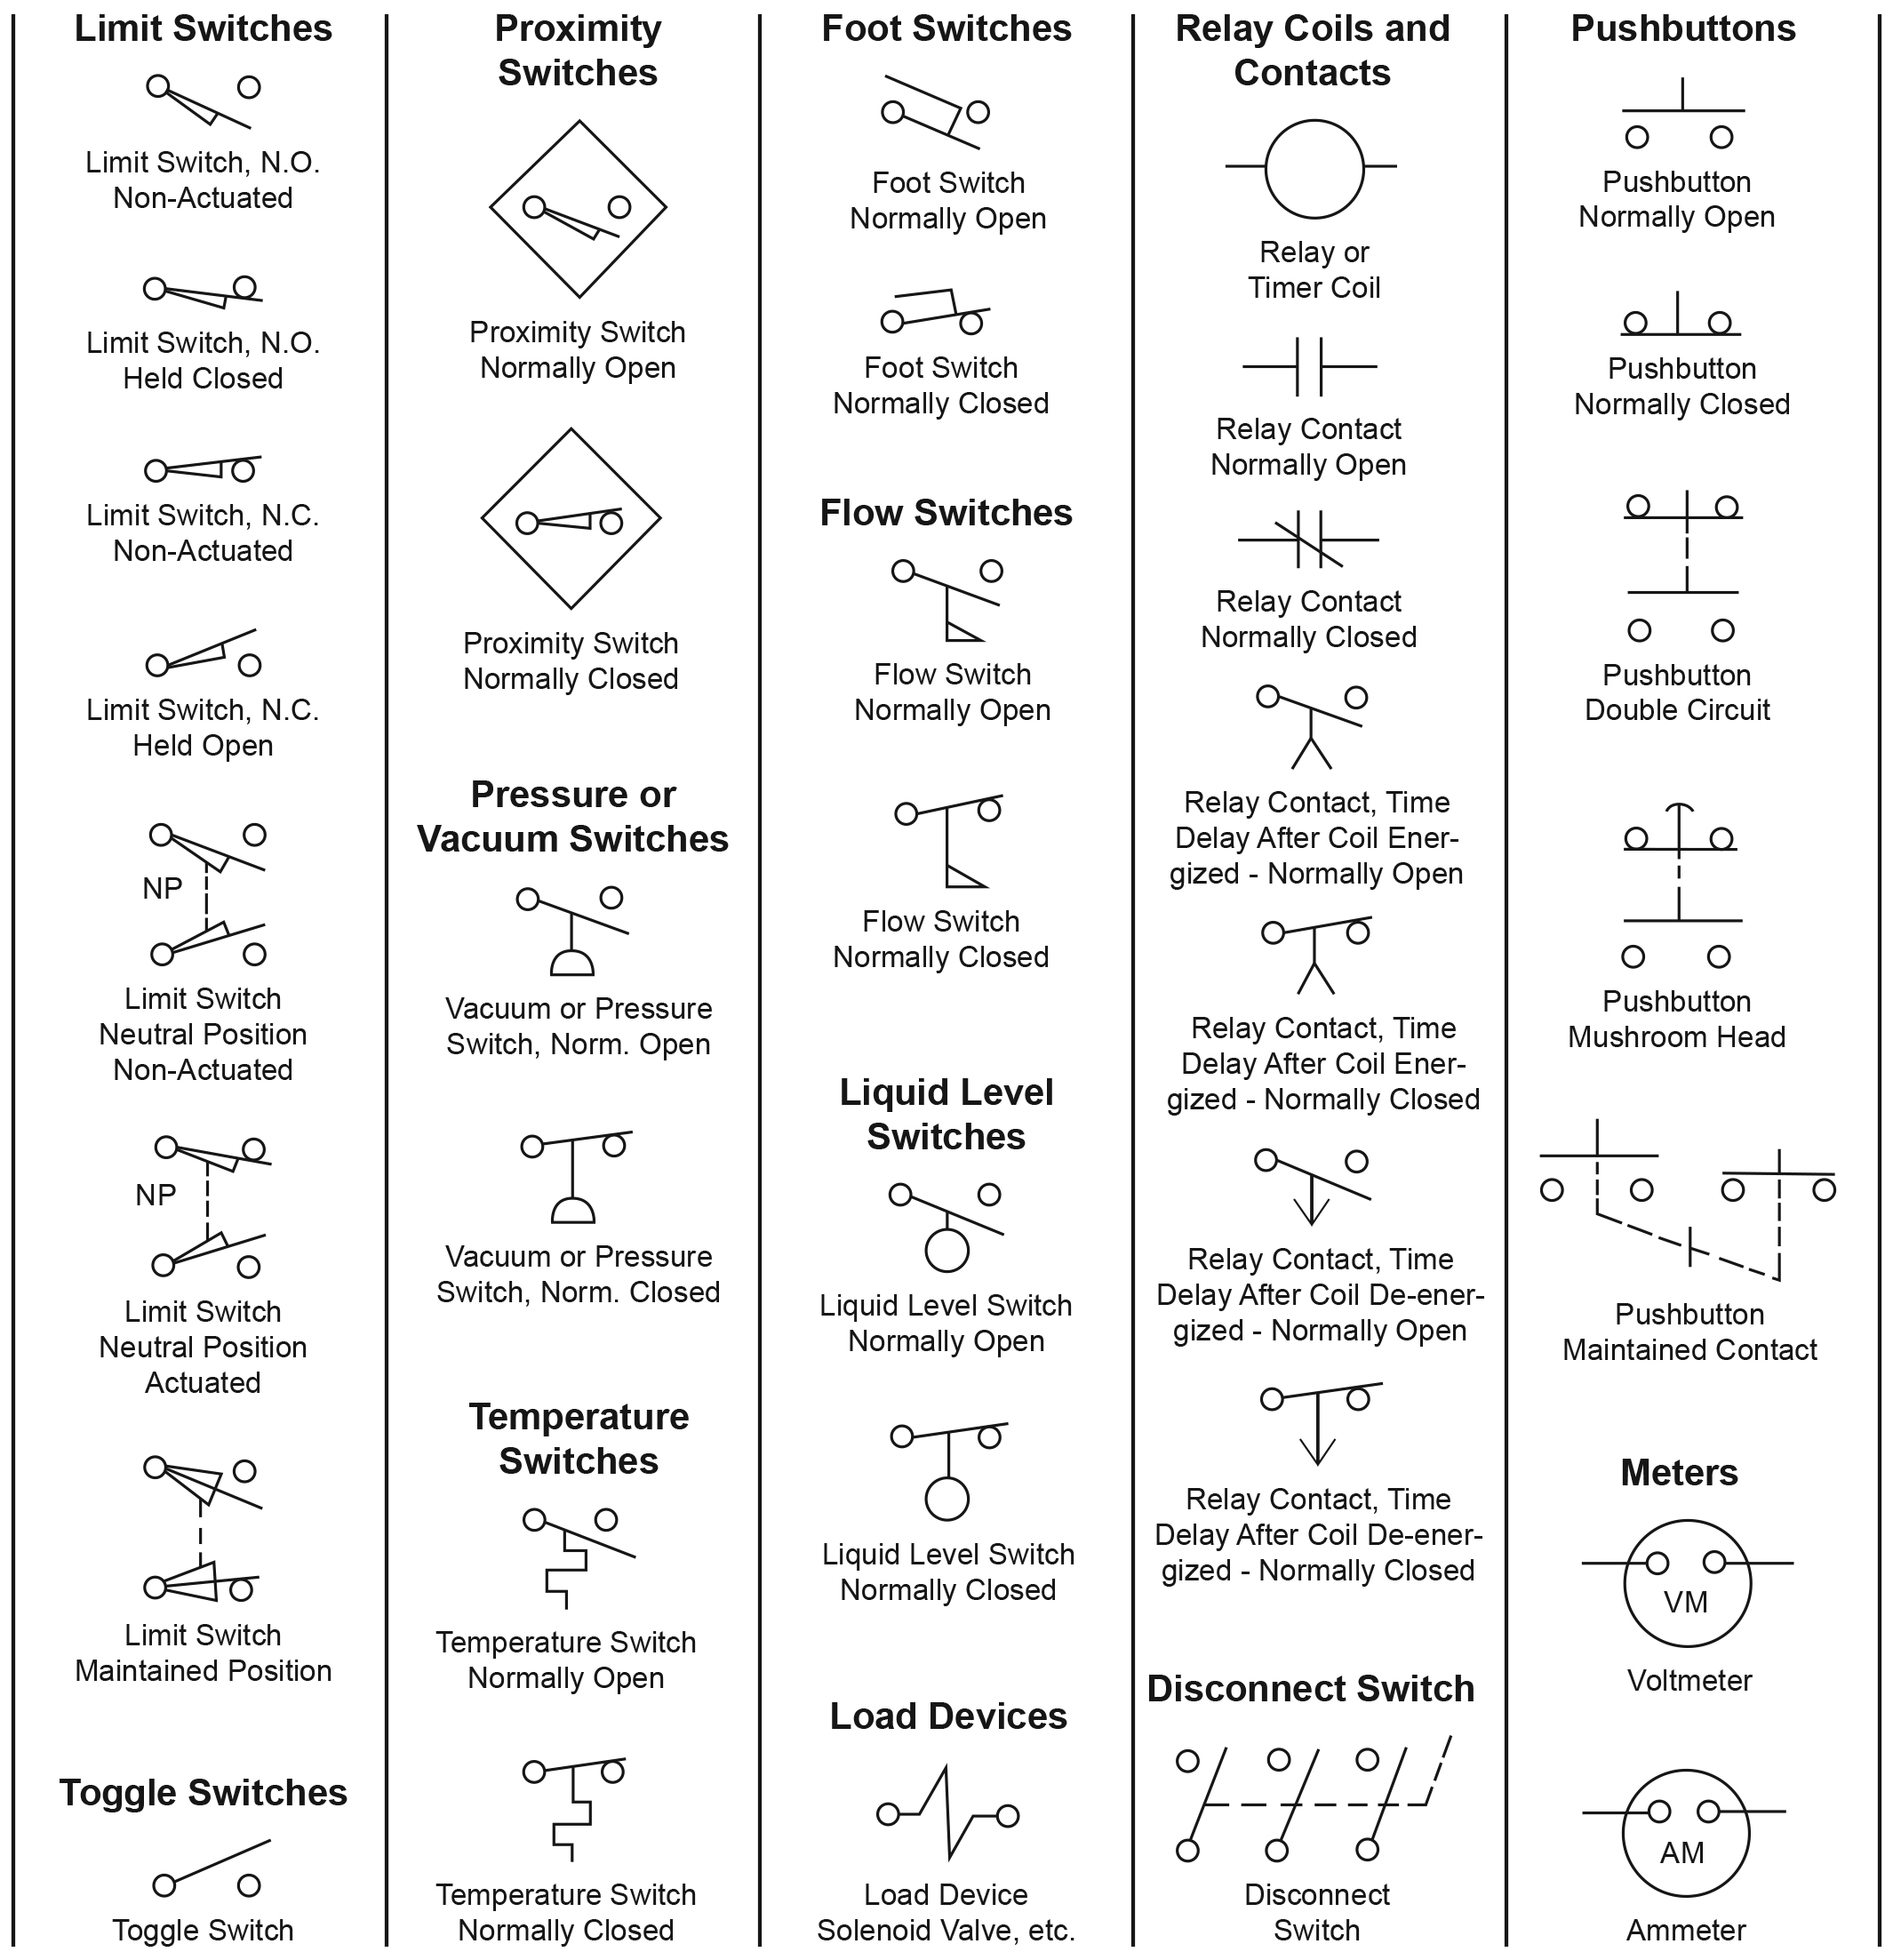 Limit Switches
Limit Switch, N.O.
Non-Actuated
Limit Switch, N.O.
Held Closed
Limit Switch, N.C.
Non-Actuated
Limit Switch, N.C.
Held Open
NP
Limit Switch
Neutral Position
Non-Actuated
NP
Limit Switch
Neutral Position
Actuated
Limit Switch
Maintained Position
Toggle Switches
Toggle Switch
Proximity
Switches
Proximity Switch
Normally Open
Proximity Switch
Normally Closed
Pressure or
Vacuum Switches
Vacuum or Pressure
Switch, Norm. Open
Vacuum or Pressure
Switch, Norm. Closed
Temperature
Switches
Temperature Switch
Normally Open
Temperature Switch
Normally Closed
Foot Switches
Foot Switch
Normally Open
Foot Switch
Normally Closed
Flow Switches
Flow Switch
Normally Open
Flow Switch
Normally Closed
Liquid Level
Switches
Liquid Level Switch
Normally Open
Liquid Level Switch
Normally Closed
Load Devices
Load Device
Solenoid Valve, etc.
Relay Coils and
Contacts
Relay or
Timer Coil
Relay Contact
Normally Open
Relay Contact
Normally Closed
Relay Contact, Time
Delay After Coil Ener-
gized - Normally Open
Relay Contact, Time
Delay After Coil Ener-
gized - Normally Closed
Relay Contact, Time
Delay After Coil De-ener-
gized - Normally Open
Relay Contact, Time
Delay After Coil De-ener-
gized - Normally Closed
Disconnect Switch
Disconnect
Switch
Pushbuttons
Pushbutton
Normally Open
Pushbutton
Normally Closed
Pushbutton
Double Circuit
Pushbutton
Mushroom Head
Pushbutton
Maintained Contact
Meters
VM
Voltmeter
AM
Ammeter